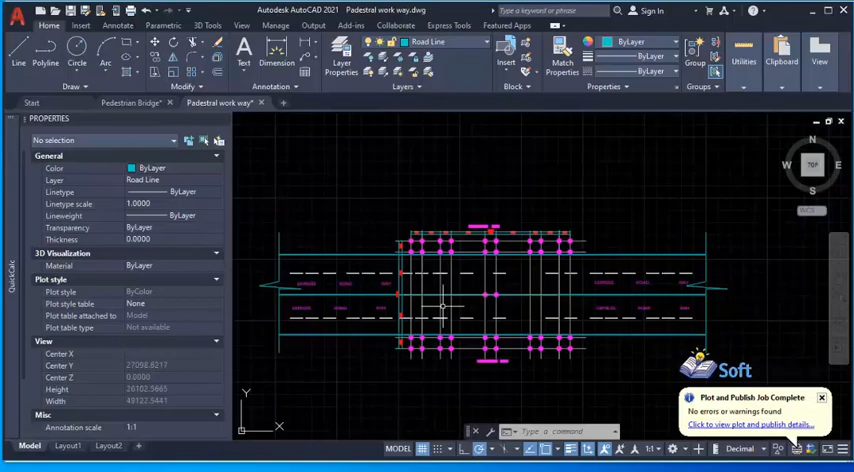 Autodesk AutoCAD 2021 Padestral work way.dwg
Type a keyword or phrase
Sign In
Home Insert Annotate Parametric 3D Tools View Manage Output Add-ins Collaborate Express Tools Featured Apps
Road Line
ByLayer
ByLayer
ByLayer
Line Polyline Circle Arc
Text Dimension
Layer Properties
Insert
Match Properties
Group
Utilities Clipboard View
Draw Modify Annotation Layers Block Properties Groups
Start Pedestrian Bridge* Padestral work way*
PROPERTIES
No selection
General
Color ByLayer
Layer Road Line
Linetype ByLayer
Linetype scale 1.0000
Lineweight ByLayer
Transparency ByLayer
Thickness 0.0000
3D Visualization
Material ByLayer
Plot style
Plot style ByColor
Plot style table None
Plot table attached to Model
Plot table type Not available
View
Center X
Center Y 27098.6217
Center Z 0.0000
Height 26102.5665
Width 49122.5441
Misc
Annotation scale 1:1
QuickCalc
N
W TOP E
S
WCS
Y
X
Soft
Plot and Publish Job Complete
No errors or warnings found
Click to view plot and publish details...
Type a command
Model Layout1 Layout2
MODEL 1:1 Decimal